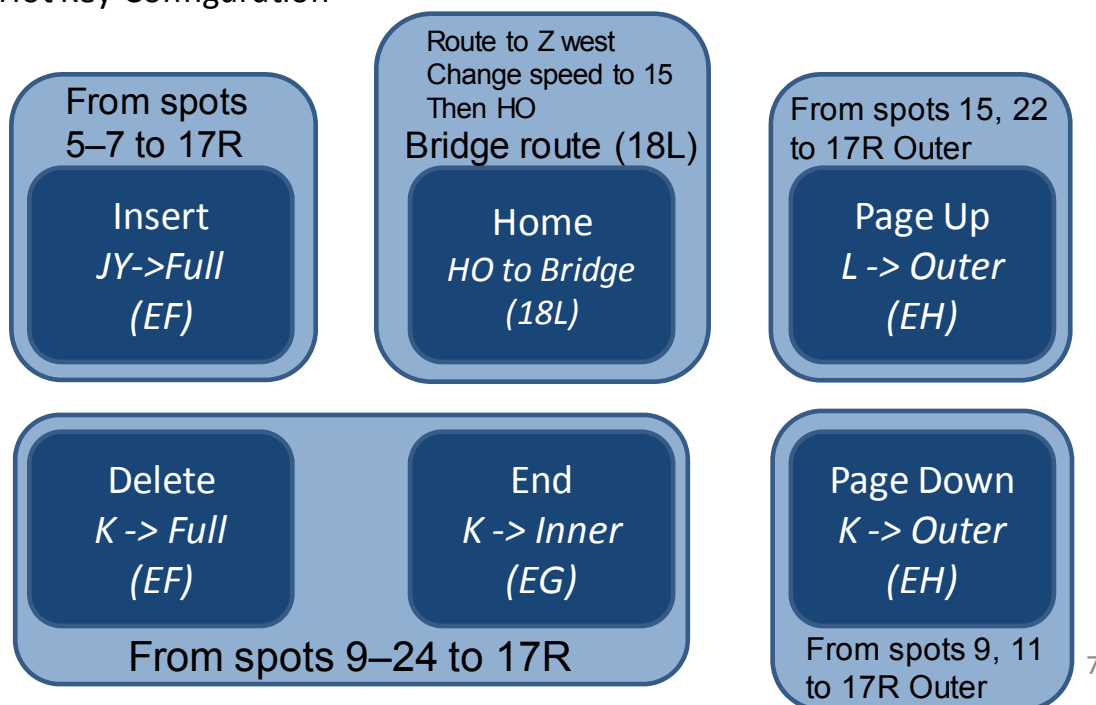 Hot Key Configuration
From spots
5–7 to 17R
Insert
JY->Full
(EF)
Route to Z west
Change speed to 15
Then HO
Bridge route (18L)
Home
HO to Bridge
(18L)
From spots 15, 22
to 17R Outer
Page Up
L -> Outer
(EH)
Delete
K -> Full
(EF)
End
K -> Inner
(EG)
From spots 9–24 to 17R
Page Down
K -> Outer
(EH)
From spots 9, 11
to 17R Outer
7